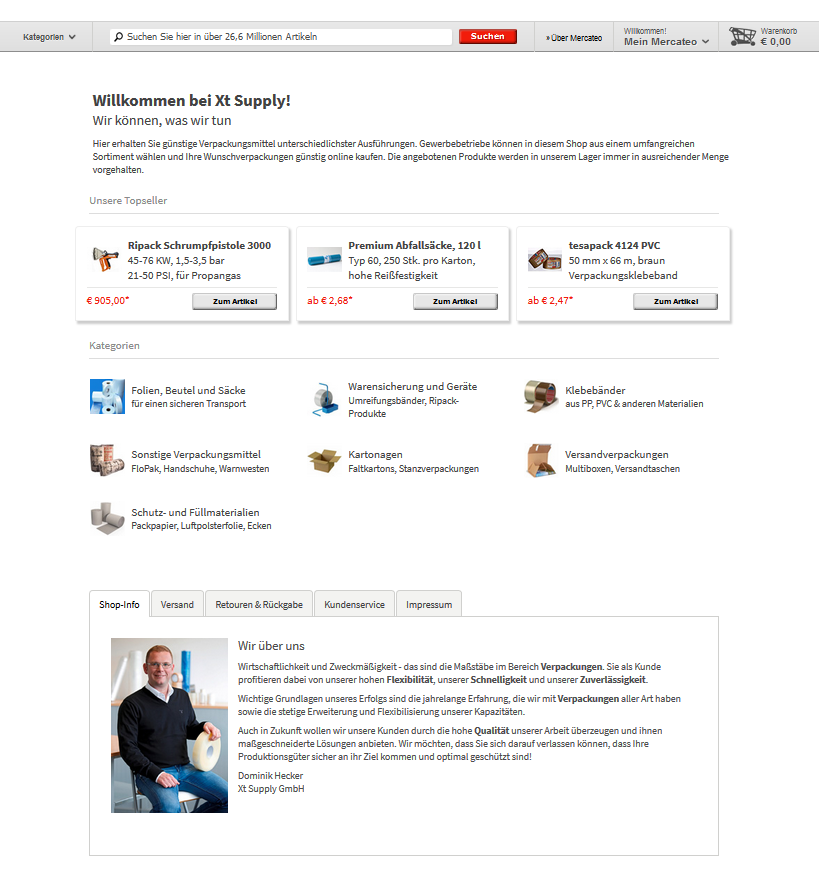 Kategorien
Suchen Sie hier in über 26,6 Millionen Artikeln
Suchen
» Über Mercateo
Willkommen!
Mein Mercateo
Warenkorb
€ 0,00
Willkommen bei Xt Supply!
Wir können, was wir tun
Hier erhalten Sie günstige Verpackungsmittel unterschiedlichster Ausführungen. Gewerbebetriebe können in diesem Shop aus einem umfangreichen
Sortiment wählen und Ihre Wunschverpackungen günstig online kaufen. Die angebotenen Produkte werden in unserem Lager immer in ausreichender Menge
vorgehalten.
Unsere Topseller
Ripack Schrumpfpistole 3000
45-76 KW, 1,5-3,5 bar
21-50 PSI, für Propangas
€ 905,00*
Zum Artikel
Premium Abfallsäcke, 120 l
Typ 60, 250 Stk. pro Karton,
hohe Reißfestigkeit
ab € 2,68*
Zum Artikel
tesapack 4124 PVC
50 mm x 66 m, braun
Verpackungsklebeband
ab € 2,47*
Zum Artikel
Kategorien
Folien, Beutel und Säcke
für einen sicheren Transport
Warensicherung und Geräte
Umreifungsbänder, Ripack-
Produkte
Klebebänder
aus PP, PVC & anderen Materialien
Sonstige Verpackungsmittel
FloPak, Handschuhe, Warnwesten
Kartonagen
Faltkartons, Stanzverpackungen
Versandverpackungen
Multiboxen, Versandtaschen
Schutz- und Füllmaterialien
Packpapier, Luftpolsterfolie, Ecken
Shop-Info
Versand
Retouren & Rückgabe
Kundenservice
Impressum
Wir über uns
Wirtschaftlichkeit und Zweckmäßigkeit - das sind die Maßstäbe im Bereich Verpackungen. Sie als Kunde
profitieren dabei von unserer hohen Flexibilität, unserer Schnelligkeit und unserer Zuverlässigkeit.
Wichtige Grundlagen unseres Erfolgs sind die jahrelange Erfahrung, die wir mit Verpackungen aller Art haben
sowie die stetige Erweiterung und Flexibilisierung unserer Kapazitäten.
Auch in Zukunft wollen wir unsere Kunden durch die hohe Qualität unserer Arbeit überzeugen und ihnen
maßgeschneiderte Lösungen anbieten. Wir möchten, dass Sie sich darauf verlassen können, dass Ihre
Produktionsgüter sicher an ihr Ziel kommen und optimal geschützt sind!
Dominik Hecker
Xt Supply GmbH